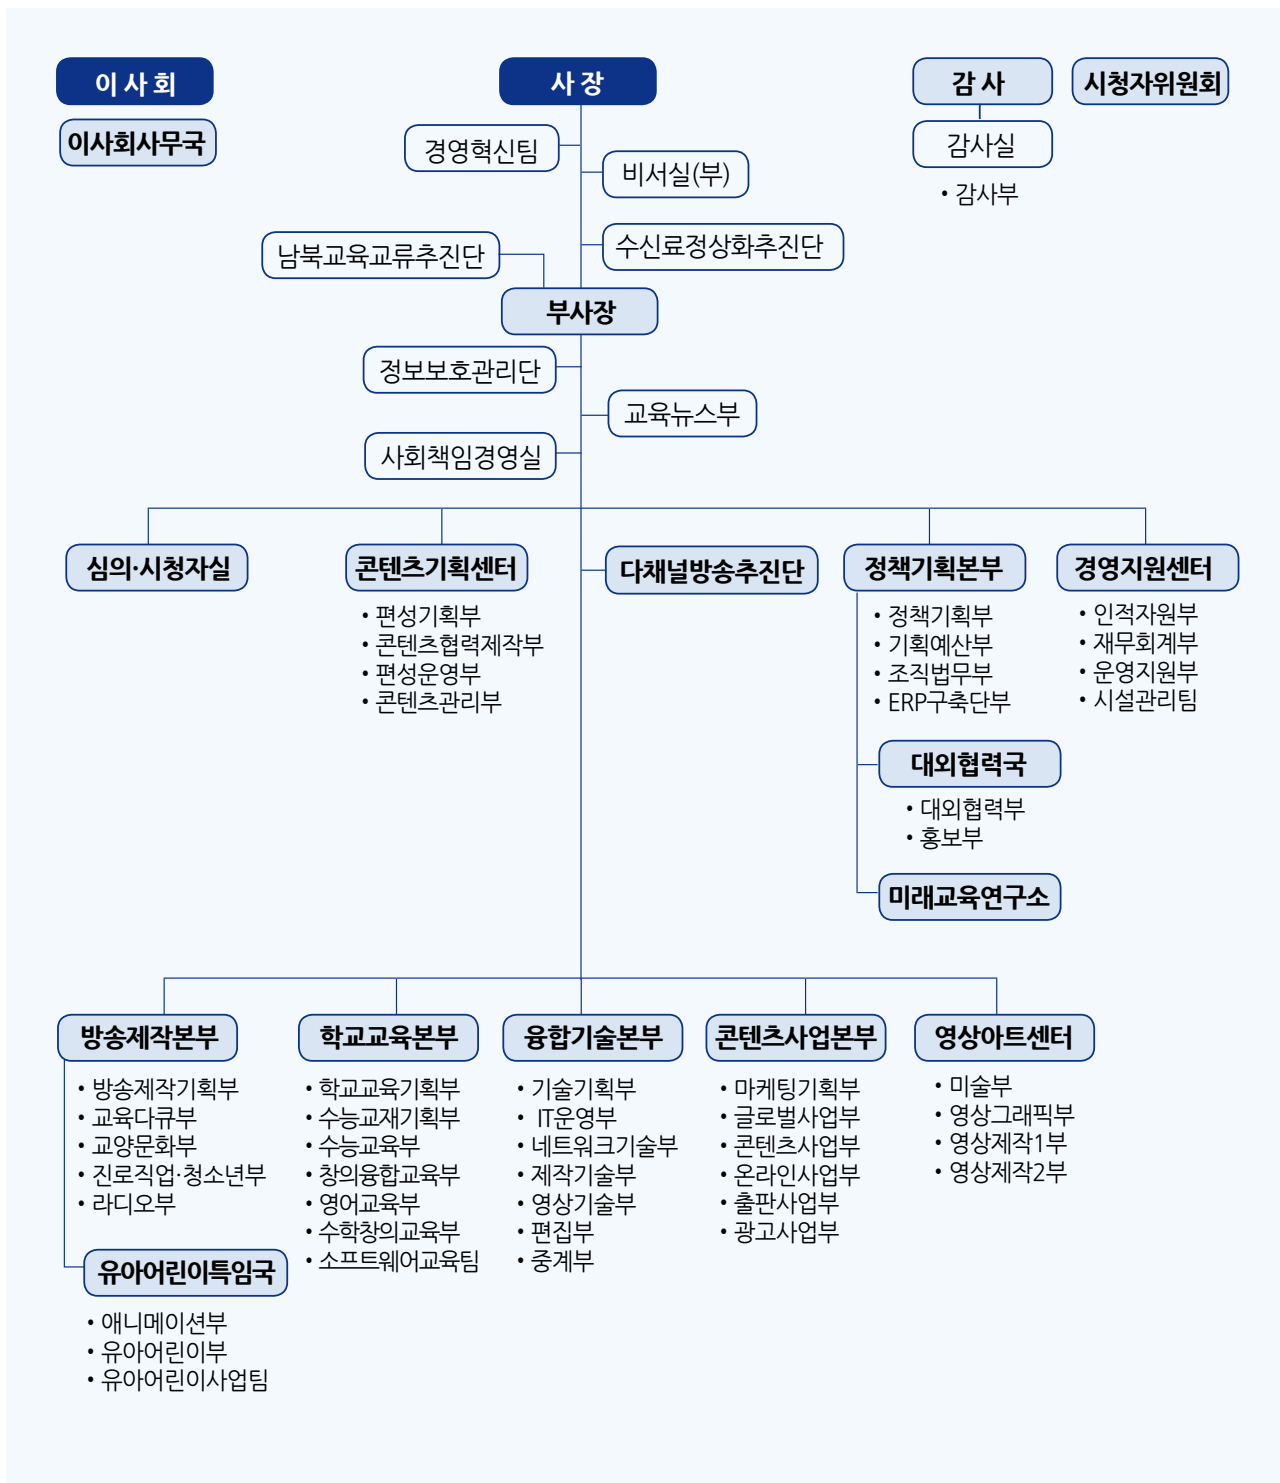 이사회
이사회사무국
사장
감사
시청자위원회
감사실
• 감사부
경영혁신팀
비서실(부)
수신료정상화추진단
남북교육교류추진단
부사장
정보보호관리단
교육뉴스부
사회책임경영실
심의·시청자실
콘텐츠기획센터
• 편성기획부
• 콘텐츠협력제작부
• 편성운영부
• 콘텐츠관리부
다채널방송추진단
정책기획본부
• 정책기획부
• 기획예산부
• 조직법무부
• ERP구축단부
대외협력국
• 대외협력부
• 홍보부
미래교육연구소
경영지원센터
• 인적자원부
• 재무회계부
• 운영지원부
• 시설관리팀
방송제작본부
• 방송제작기획부
• 교육다큐부
• 교양문화부
• 진로직업·청소년부
• 라디오부
유아어린이특임국
• 애니메이션부
• 유아어린이부
• 유아어린이사업팀
학교교육본부
• 학교교육기획부
• 수능교재기획부
• 수능교육부
• 창의융합교육부
• 영어교육부
• 수학창의교육부
• 소프트웨어교육팀
융합기술본부
• 기술기획부
• IT운영부
• 네트워크기술부
• 제작기술부
• 영상기술부
• 편집부
• 중계부
콘텐츠사업본부
• 마케팅기획부
• 글로벌사업부
• 콘텐츠사업부
• 온라인사업부
• 출판사업부
• 광고사업부
영상아트센터
• 미술부
• 영상그래픽부
• 영상제작1부
• 영상제작2부